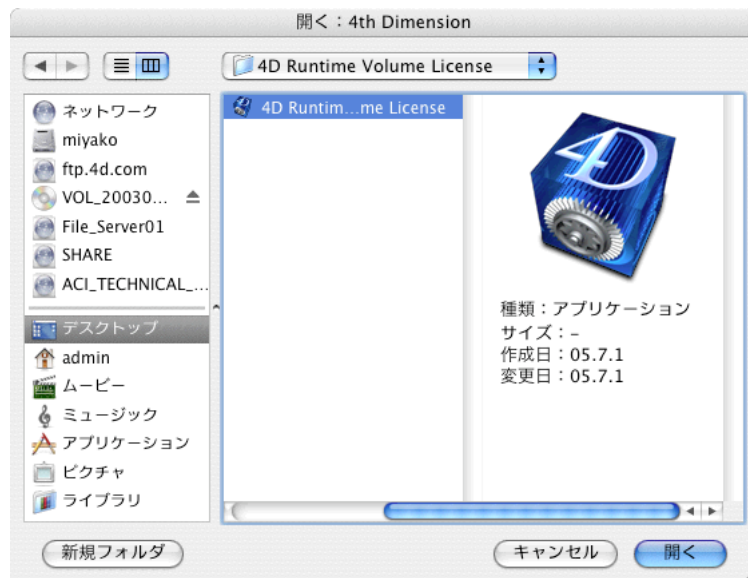 開く：4th Dimension
4D Runtime Volume License
ネットワーク
miyako
ftp.4d.com
VOL_20030...
File_Server01
SHARE
ACI_TECHNICAL_...
デスクトップ
admin
ムービー
ミュージック
アプリケーション
ピクチャ
ライブラリ
4D Runtim...me License
4D
種類：アプリケーション
サイズ：–
作成日：05.7.1
変更日：05.7.1
新規フォルダ
キャンセル
開く